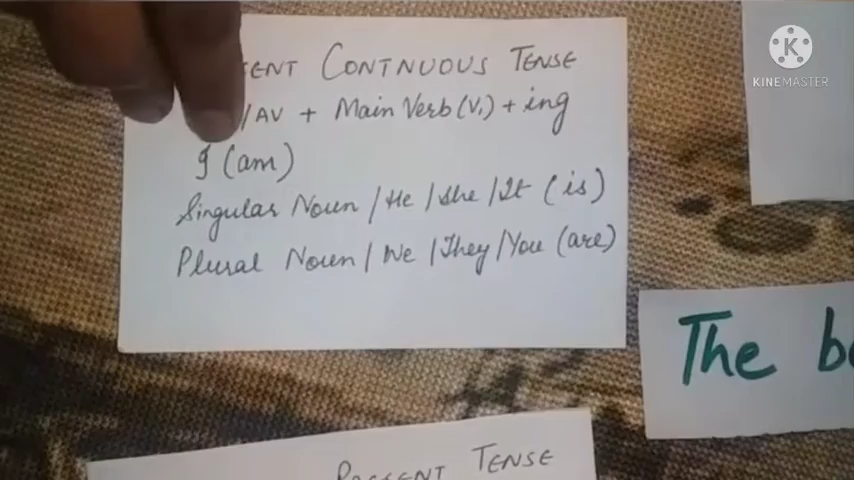 CONTNUOUS TENSE
/AV + Main Verb (V1) + ing
I (am)
Singular Noun / He / She / It (is)
Plural Noun / We / They / You (are)
K
KINEMASTER
The
PRESENT TENSE